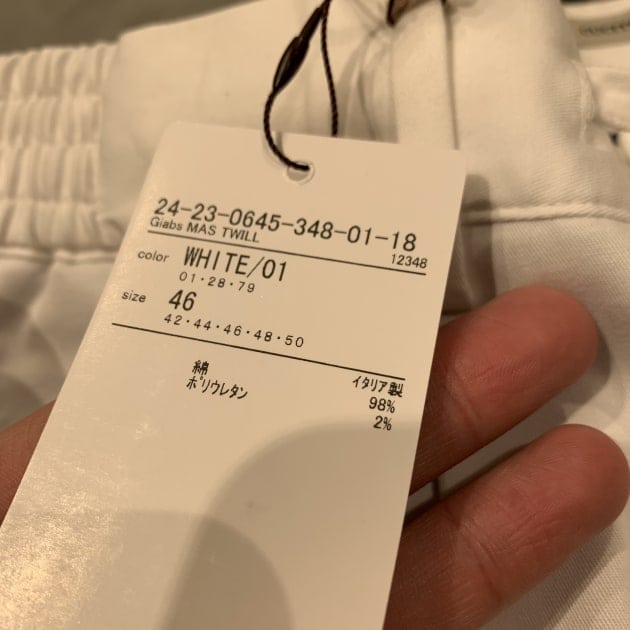 24-23-0645-348-01-18
Giabs MAS TWILL 12348
color WHITE/01
01・28・79
size 46
42・44・46・48・50
イタリア製
綿 98%
ポリウレタン 2%